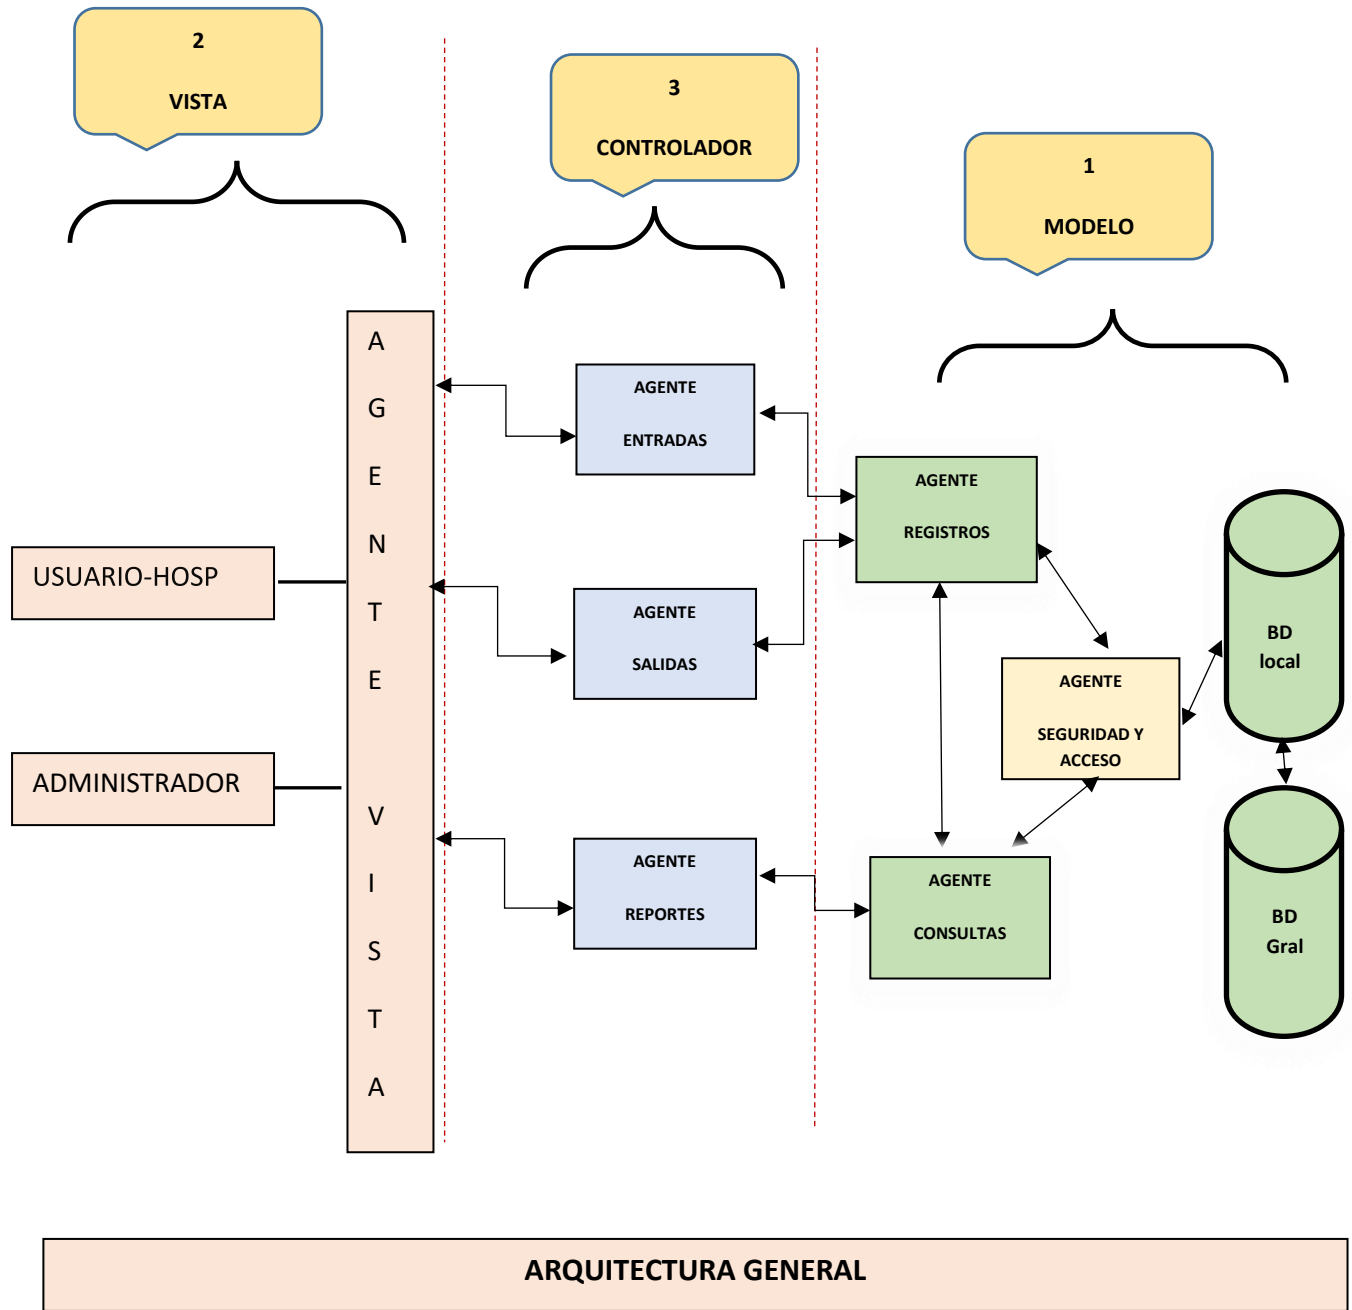 2
VISTA
3
CONTROLADOR
1
MODELO
A
G
E
N
T
E
V
I
S
T
A
USUARIO-HOSP
ADMINISTRADOR
AGENTE
ENTRADAS
AGENTE
SALIDAS
AGENTE
REPORTES
AGENTE
REGISTROS
AGENTE
SEGURIDAD Y
ACCESO
AGENTE
CONSULTAS
BD
local
BD
Gral
ARQUITECTURA GENERAL